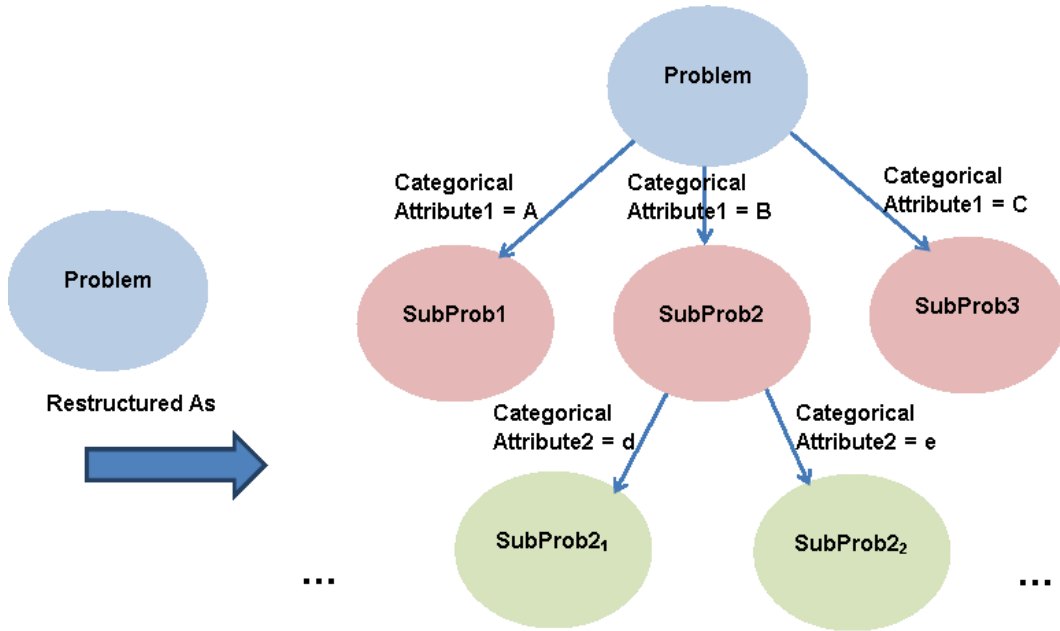 Problem
Restructured As
Problem
Categorical
Attribute1 = A
Categorical
Attribute1 = B
Categorical
Attribute1 = C
SubProb1
SubProb2
SubProb3
Categorical
Attribute2 = d
Categorical
Attribute2 = e
SubProb2₁
SubProb2₂
...
...